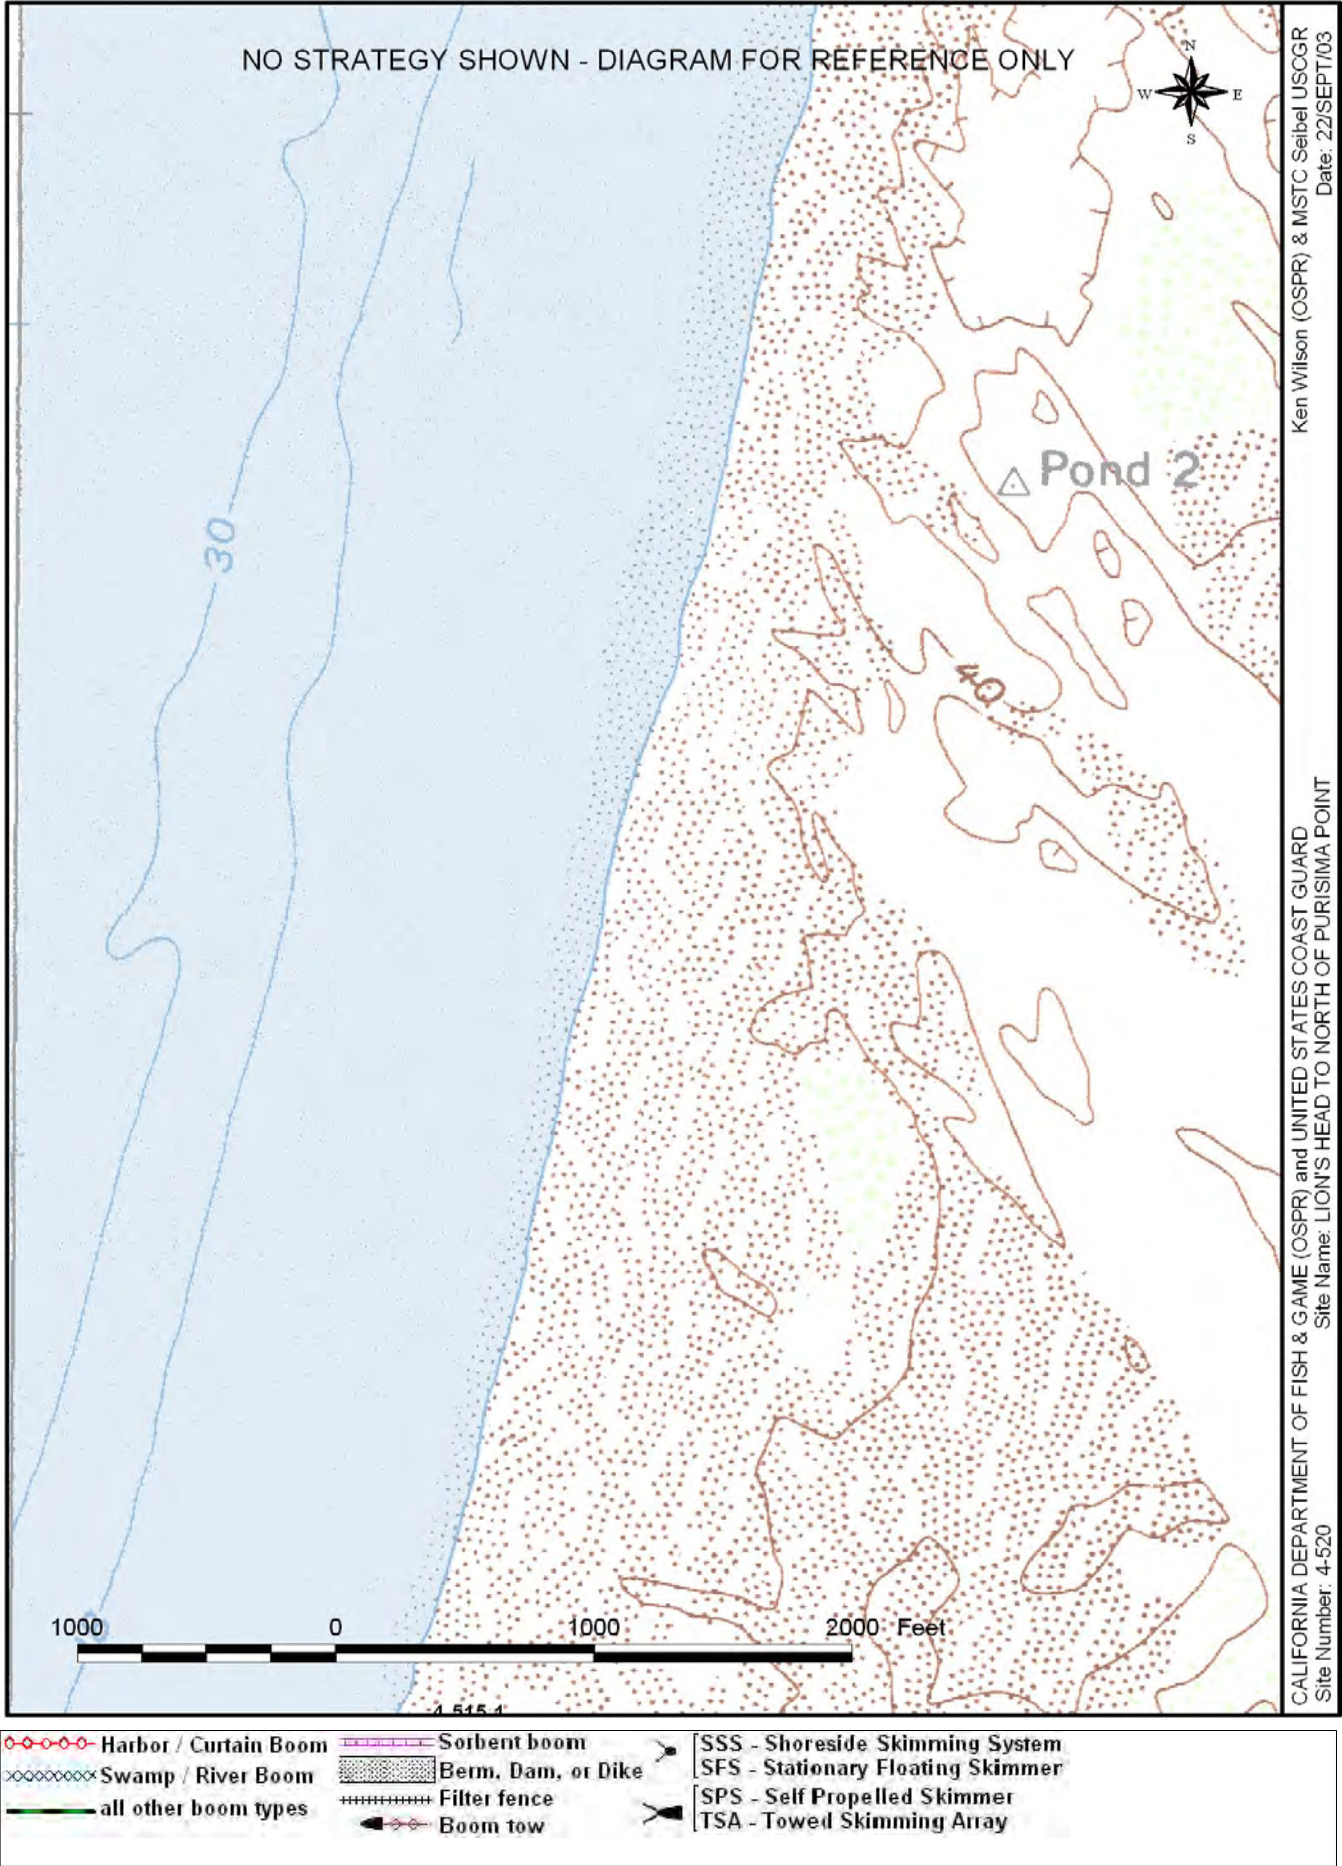 NO STRATEGY SHOWN - DIAGRAM FOR REFERENCE ONLY
N
W E
S
Ken Wilson (OSPR) & MSTC Seibel USCGR
Date: 22/SEPT/03
30
Pond 2
40
CALIFORNIA DEPARTMENT OF FISH & GAME (OSPR) and UNITED STATES COAST GUARD
Site Number: 4-520 Site Name: LION'S HEAD TO NORTH OF PURISIMA POINT
1000 0 1000 2000 Feet
Harbor / Curtain Boom
Swamp / River Boom
all other boom types
Sorbent boom
Berm, Dam, or Dike
Filter fence
Boom tow
[SSS - Shoreside Skimming System
[SFS - Stationary Floating Skimmer
[SPS - Self Propelled Skimmer
[TSA - Towed Skimming Array